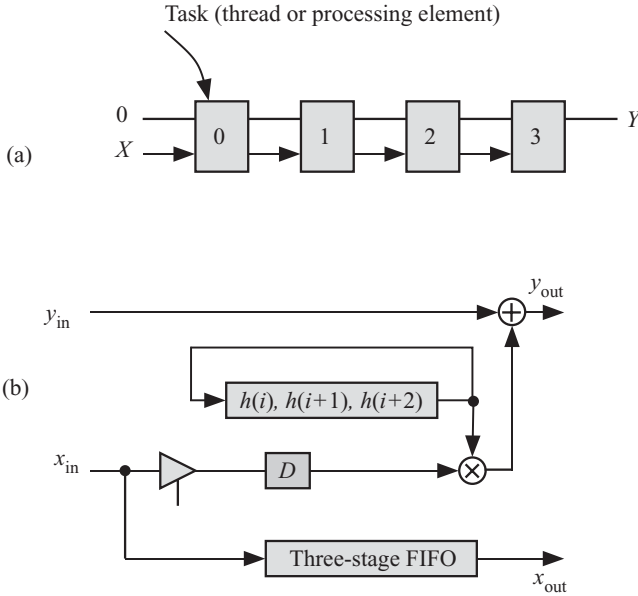 Task (thread or processing element)
0
X
0
1
2
3
Y
(a)
y_in
y_out
(b)
h(i), h(i+1), h(i+2)
x_in
D
Three-stage FIFO
x_out